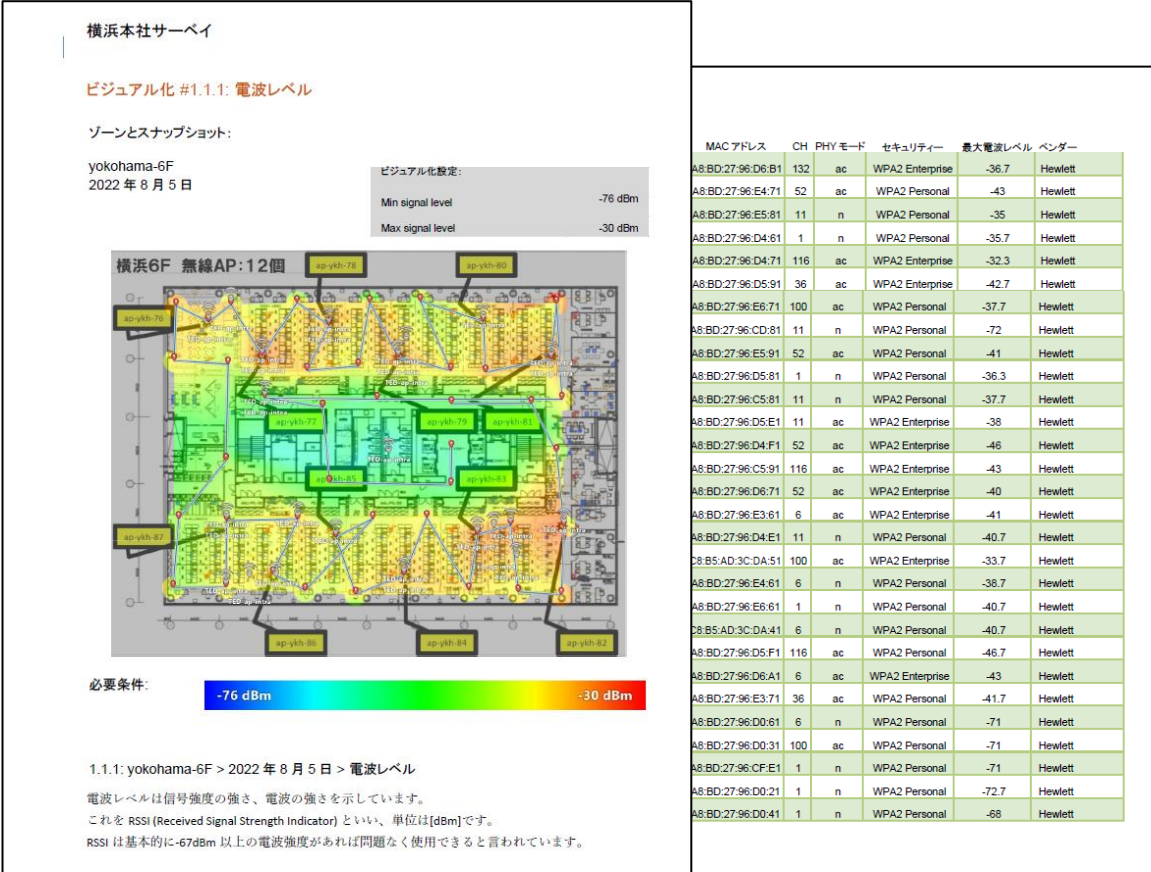 横浜本社サーベイ
ビジュアル化 #1.1.1: 電波レベル
ゾーンとスナップショット:
yokohama-6F
2022 年 8 月 5 日
ビジュアル化設定:
Min signal level -76 dBm
Max signal level -30 dBm
横浜6F 無線AP:12個
ap-ykh-78
ap-ykh-80
ap-ykh-76
ap-ykh-77
ap-ykh-79
ap-ykh-81
ap-ykh-85
ap-ykh-83
ap-ykh-87
ap-ykh-86
ap-ykh-84
ap-ykh-82
必要条件:
-76 dBm -30 dBm
1.1.1: yokohama-6F > 2022 年 8 月 5 日 > 電波レベル
電波レベルは信号強度の強さ、電波の強さを示しています。
これを RSSI (Received Signal Strength Indicator) といい、単位は[dBm]です。
RSSI は基本的に-67dBm 以上の電波強度があれば問題なく使用できると言われています。
MAC アドレス CH PHY モード セキュリティー 最大電波レベル ベンダー
A8:BD:27:96:D6:B1 132 ac WPA2 Enterprise -36.7 Hewlett
A8:BD:27:96:E4:71 52 ac WPA2 Personal -43 Hewlett
A8:BD:27:96:E5:81 11 n WPA2 Personal -35 Hewlett
A8:BD:27:96:D4:61 1 n WPA2 Personal -35.7 Hewlett
A8:BD:27:96:D4:71 116 ac WPA2 Enterprise -32.3 Hewlett
A8:BD:27:96:D5:91 36 ac WPA2 Enterprise -42.7 Hewlett
A8:BD:27:96:E6:71 100 ac WPA2 Personal -37.7 Hewlett
A8:BD:27:96:CD:81 11 n WPA2 Personal -72 Hewlett
A8:BD:27:96:E5:91 52 ac WPA2 Personal -41 Hewlett
A8:BD:27:96:D5:81 1 n WPA2 Personal -36.3 Hewlett
A8:BD:27:96:C5:81 11 n WPA2 Personal -37.7 Hewlett
A8:BD:27:96:D5:E1 11 ac WPA2 Enterprise -38 Hewlett
A8:BD:27:96:D4:F1 52 ac WPA2 Enterprise -46 Hewlett
A8:BD:27:96:C5:91 116 ac WPA2 Enterprise -43 Hewlett
A8:BD:27:96:D6:71 52 ac WPA2 Enterprise -40 Hewlett
A8:BD:27:96:E3:61 6 ac WPA2 Enterprise -41 Hewlett
A8:BD:27:96:D4:E1 11 n WPA2 Enterprise -40.7 Hewlett
C8:B5:AD:3C:DA:51 100 ac WPA2 Enterprise -33.7 Hewlett
A8:BD:27:96:E4:61 6 n WPA2 Personal -38.7 Hewlett
A8:BD:27:96:E6:61 1 n WPA2 Personal -40.7 Hewlett
C8:B5:AD:3C:DA:41 6 n WPA2 Personal -40.7 Hewlett
A8:BD:27:96:D5:F1 116 ac WPA2 Personal -46.7 Hewlett
A8:BD:27:96:D6:A1 6 ac WPA2 Enterprise -43 Hewlett
A8:BD:27:96:E3:71 36 ac WPA2 Personal -41.7 Hewlett
A8:BD:27:96:D0:61 6 n WPA2 Personal -71 Hewlett
A8:BD:27:96:D0:31 100 ac WPA2 Personal -71 Hewlett
A8:BD:27:96:CF:E1 1 n WPA2 Personal -71 Hewlett
A8:BD:27:96:D0:21 1 n WPA2 Personal -72.7 Hewlett
A8:BD:27:96:D0:41 1 n WPA2 Personal -68 Hewlett